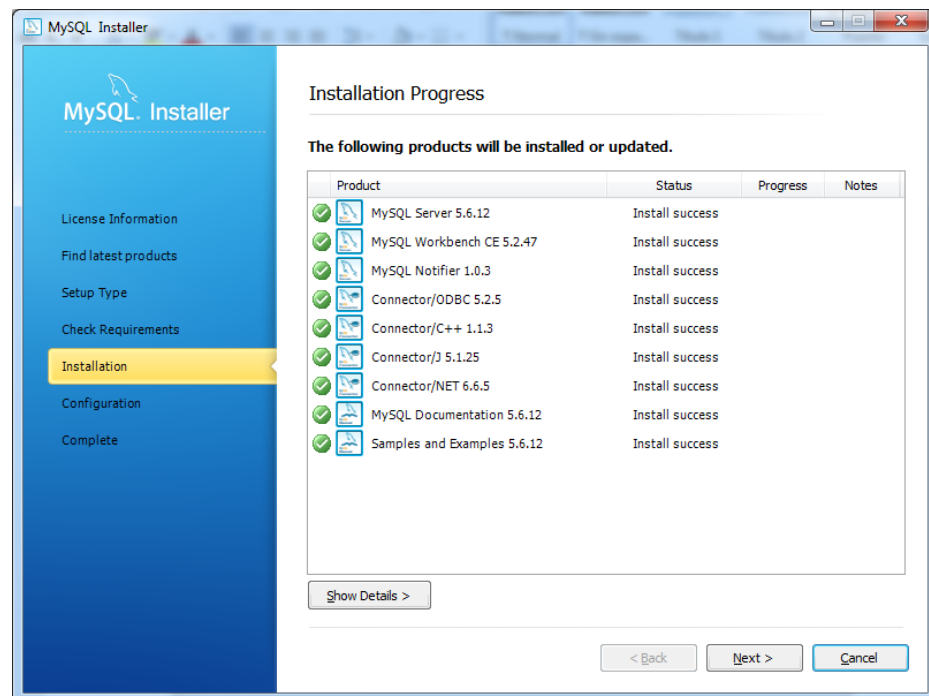 MySQL Installer
MySQL. Installer
License Information
Find latest products
Setup Type
Check Requirements
Installation
Configuration
Complete
Installation Progress
The following products will be installed or updated.
Product Status Progress Notes
MySQL Server 5.6.12 Install success
MySQL Workbench CE 5.2.47 Install success
MySQL Notifier 1.0.3 Install success
Connector/ODBC 5.2.5 Install success
Connector/C++ 1.1.3 Install success
Connector/J 5.1.25 Install success
Connector/NET 6.6.5 Install success
MySQL Documentation 5.6.12 Install success
Samples and Examples 5.6.12 Install success
Show Details >
< Back Next > Cancel